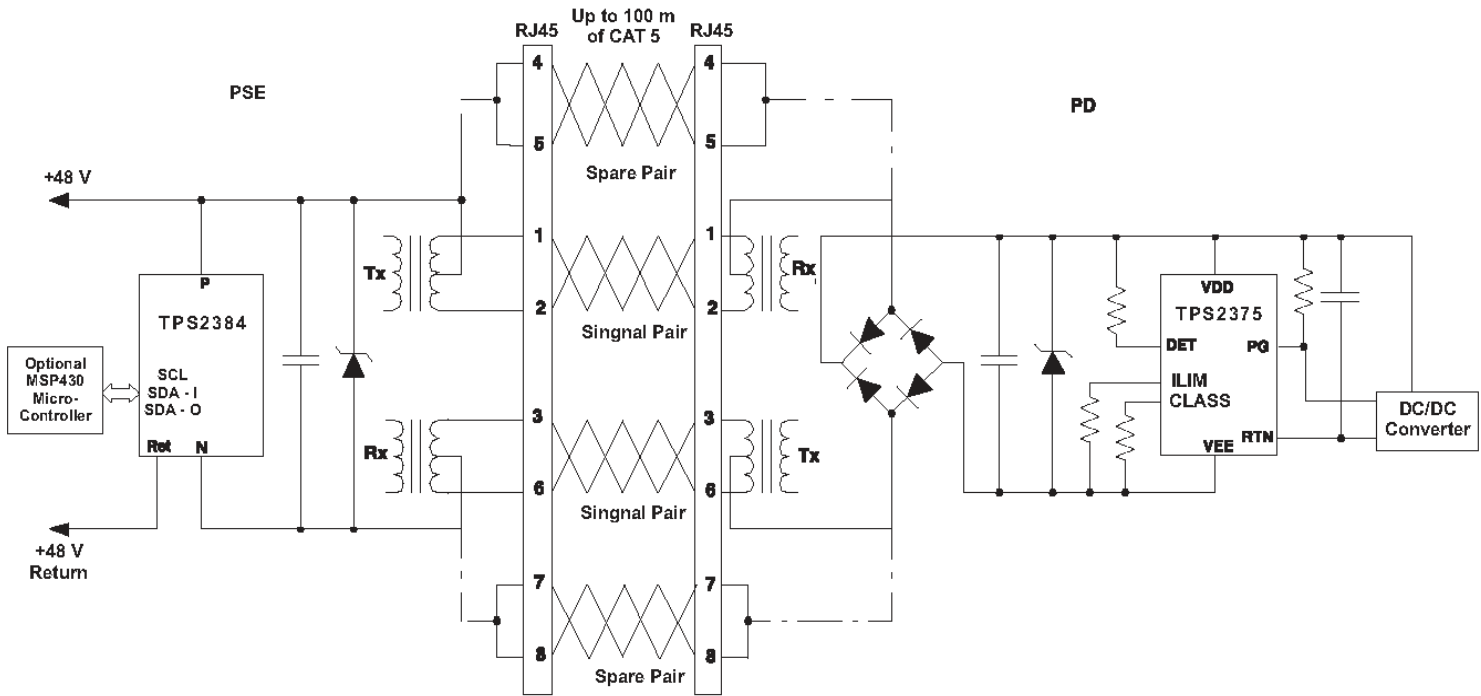 Up to 100 m
of CAT 5
RJ45
RJ45
PSE
PD
4
5
4
5
Spare Pair
+48 V
1
2
1
2
Tx
Rx
Singnal Pair
P
TPS2384
SCL
SDA - I
SDA - O
Ret
N
Optional
MSP430
Micro-
Controller
VDD
TPS2375
DET
PG
ILIM
CLASS
RTN
VEE
DC/DC
Converter
3
6
3
6
Rx
Tx
Singnal Pair
+48 V
Return
7
8
7
8
Spare Pair